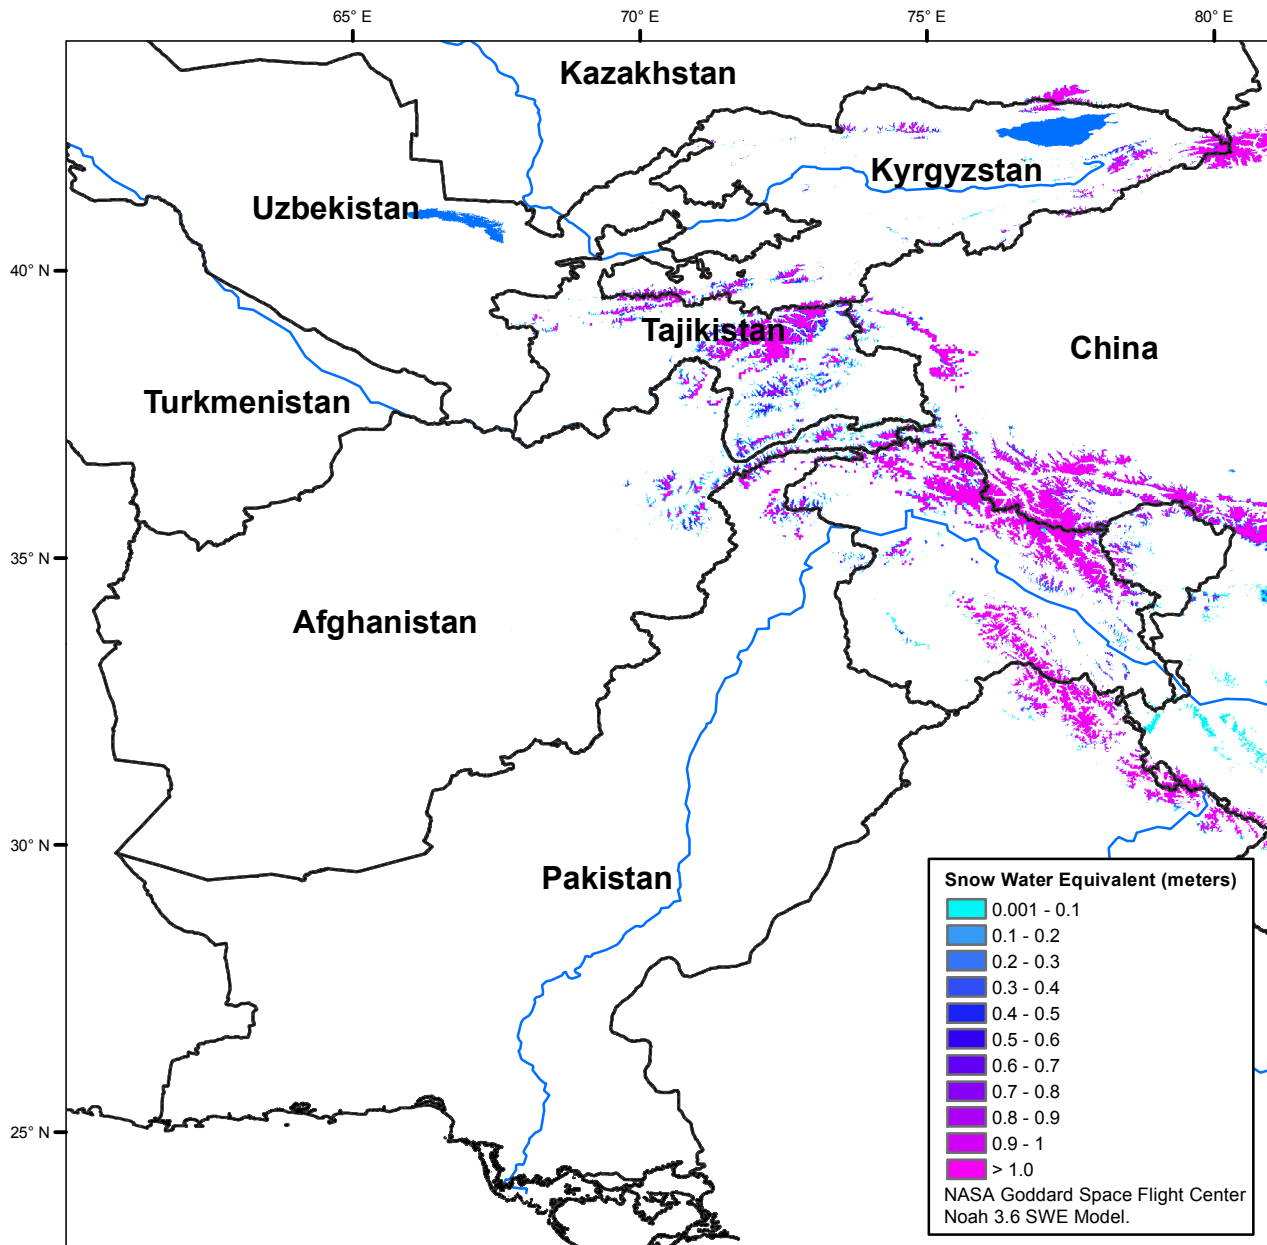 65° E
70° E
75° E
80° E
Kazakhstan
Kyrgyzstan
Uzbekistan
40° N
Tajikistan
China
Turkmenistan
35° N
Afghanistan
30° N
Pakistan
25° N
Snow Water Equivalent (meters)
0.001 - 0.1
0.1 - 0.2
0.2 - 0.3
0.3 - 0.4
0.4 - 0.5
0.5 - 0.6
0.6 - 0.7
0.7 - 0.8
0.8 - 0.9
0.9 - 1
> 1.0
NASA Goddard Space Flight Center
Noah 3.6 SWE Model.